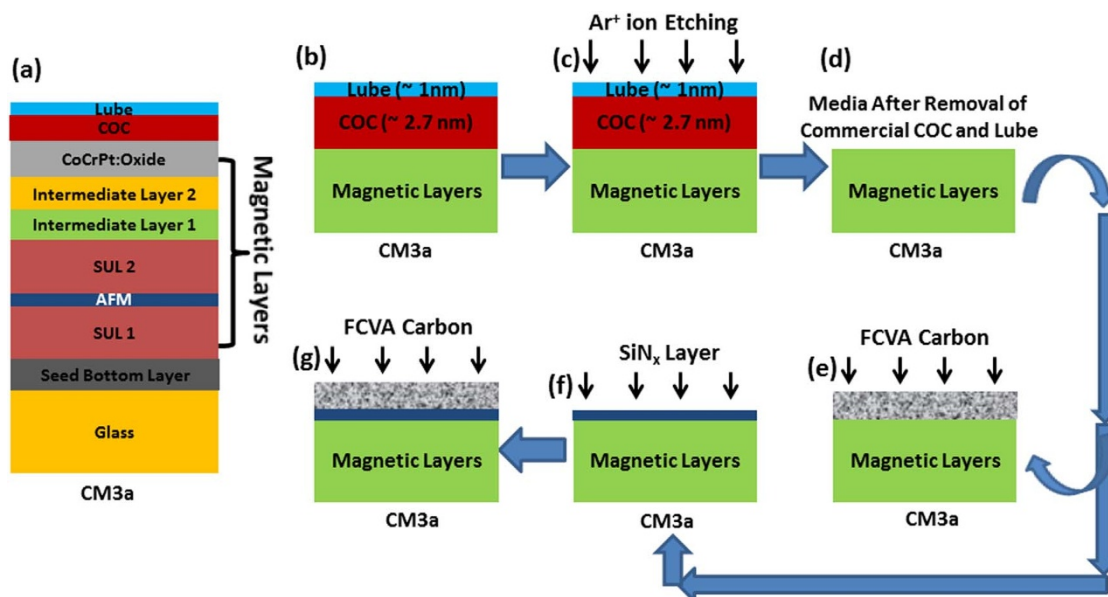 (a)
Lube
COC
CoCrPt:Oxide
Intermediate Layer 2
Intermediate Layer 1
SUL 2
AFM
SUL 1
Seed Bottom Layer
Glass
CM3a
Magnetic Layers
(b)
Lube (~ 1nm)
COC (~ 2.7 nm)
Magnetic Layers
CM3a
Ar⁺ ion Etching
(c)
Lube (~ 1nm)
COC (~ 2.7 nm)
Magnetic Layers
CM3a
(d)
Media After Removal of
Commercial COC and Lube
Magnetic Layers
CM3a
FCVA Carbon
(g)
Magnetic Layers
CM3a
SiNₓ Layer
(f)
Magnetic Layers
CM3a
FCVA Carbon
(e)
Magnetic Layers
CM3a